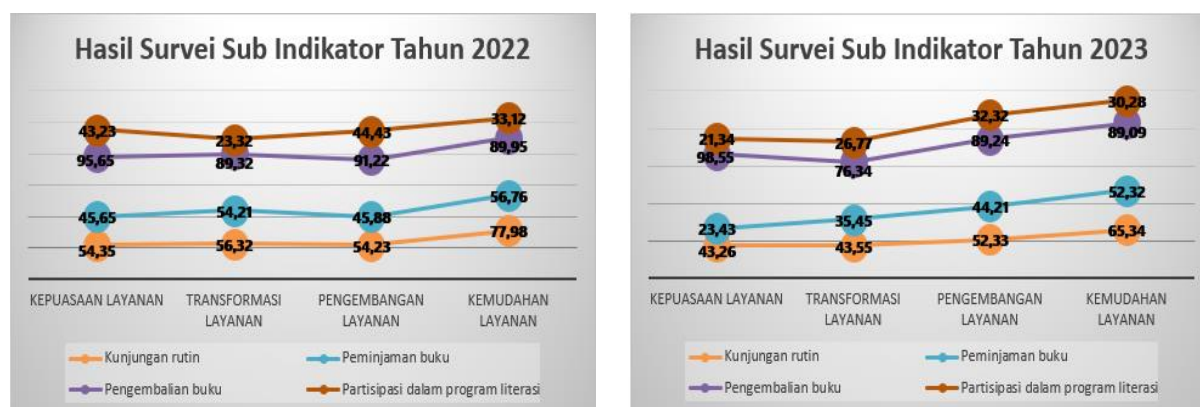 Hasil Survei Sub Indikator Tahun 2022
43,23 23,32 44,43 33,12
95,65 89,32 91,22 89,95
45,65 54,21 45,88 56,76
54,35 56,32 54,23 77,98
KEPUASAAN LAYANAN TRANSFORMASI PENGEMBANGAN KEMUDAHAN
LAYANAN LAYANAN LAYANAN
Kunjungan rutin Peminjaman buku
Pengembalian buku Partisipasi dalam program literasi
Hasil Survei Sub Indikator Tahun 2023
21,34 26,77 32,32 30,28
98,55 76,34 89,24 89,09
23,43 35,45 44,21 52,32
43,26 43,55 52,33 65,34
KEPUASAAN LAYANAN TRANSFORMASI PENGEMBANGAN KEMUDAHAN
LAYANAN LAYANAN LAYANAN
Kunjungan rutin Peminjaman buku
Pengembalian buku Partisipasi dalam program literasi